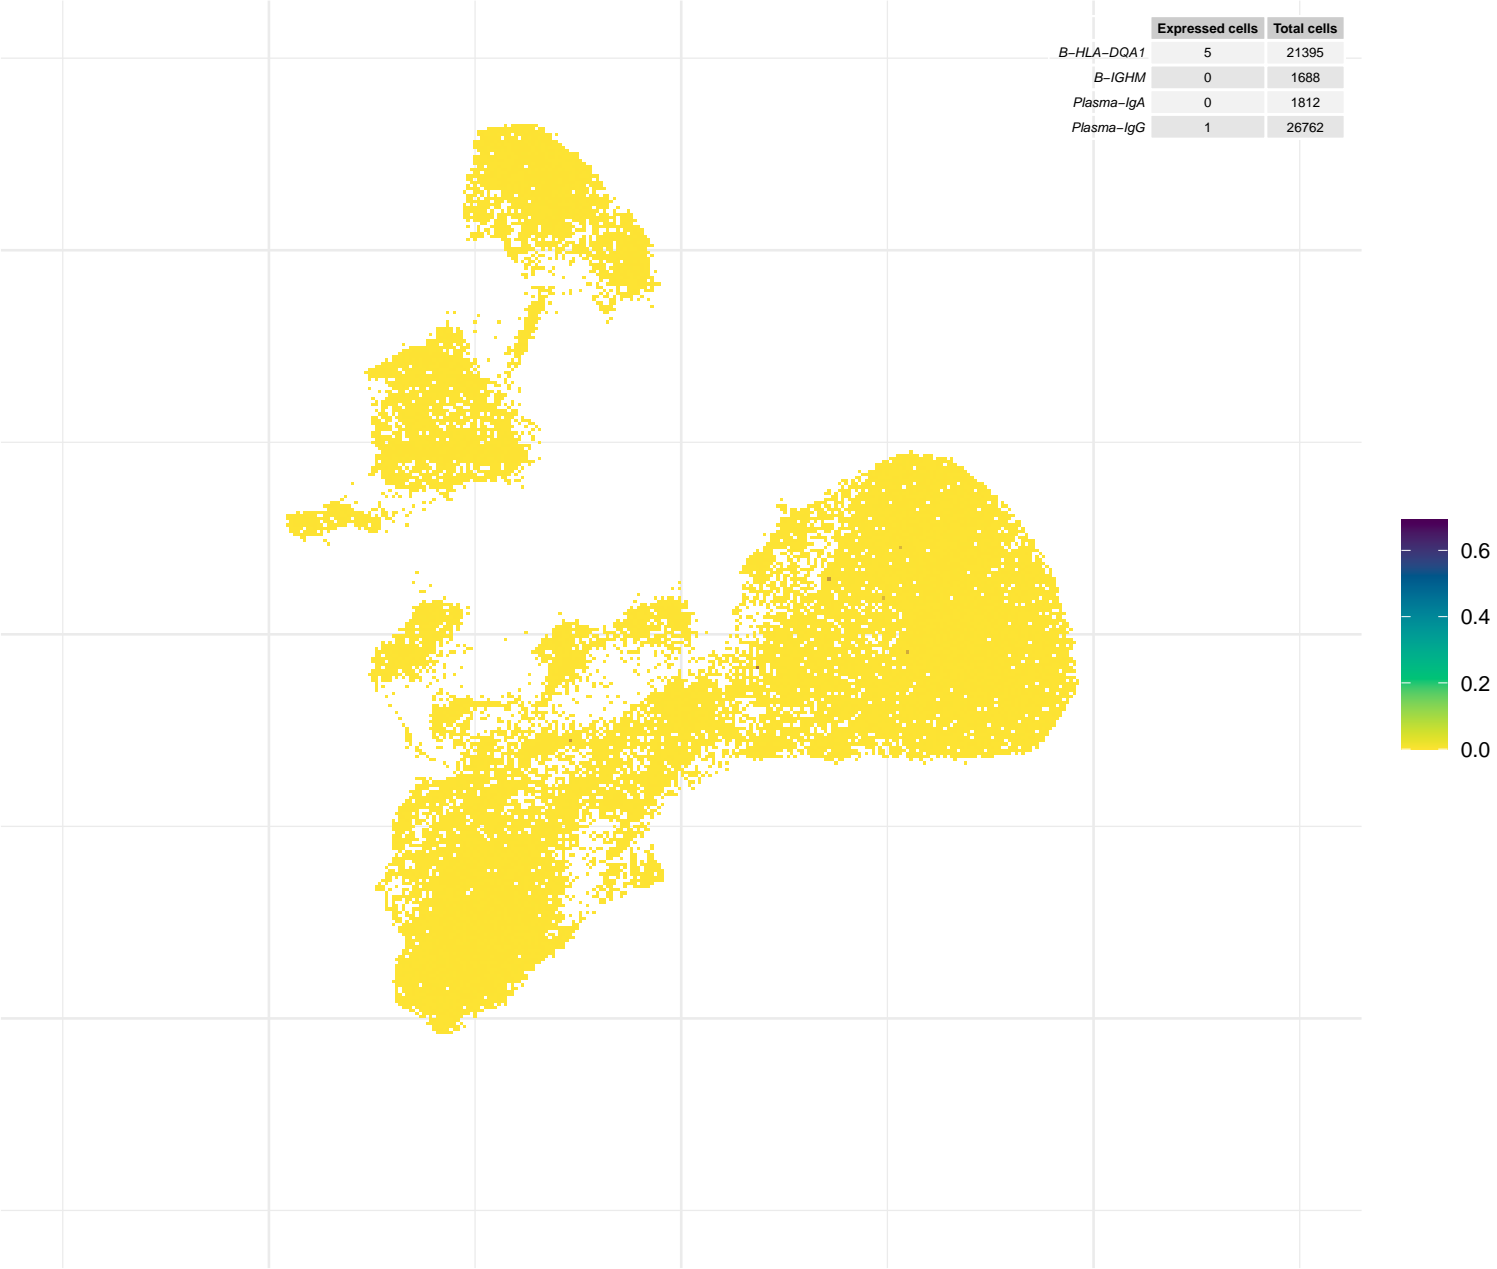 Expressed cells Total cells
B−HLA−DQA1 5 21395
B−IGHM 0 1688
Plasma−IgA 0 1812
Plasma−IgG 1 26762
0.6
0.4
0.2
0.0